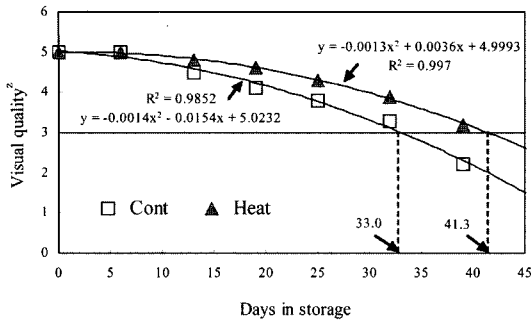 6
y = -0.0013x² + 0.0036x + 4.9993
R² = 0.997
5
R² = 0.9852
y = -0.0014x² - 0.0154x + 5.0232
4
3
2
Cont Heat
33.0 41.3
1
0
0 5 10 15 20 25 30 35 40 45
Visual quality²
Days in storage